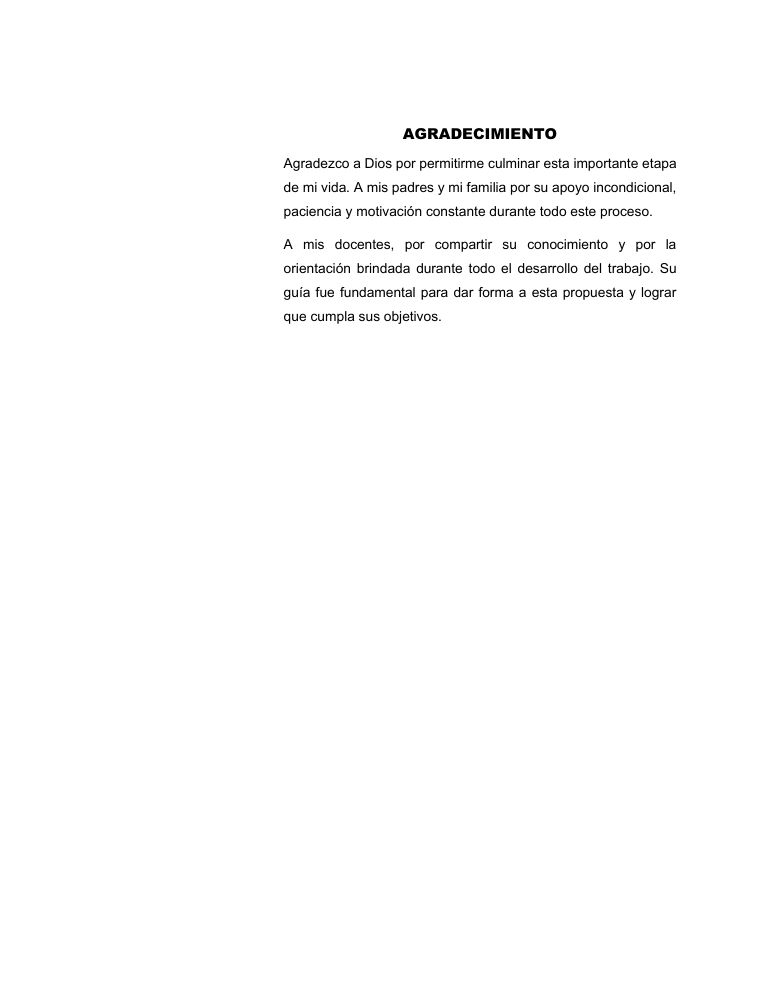 AGRADECIMIENTO
Agradezco a Dios por permitirme culminar esta importante etapa
de mi vida. A mis padres y mi familia por su apoyo incondicional,
paciencia y motivación constante durante todo este proceso.
A mis docentes, por compartir su conocimiento y por la
orientación brindada durante todo el desarrollo del trabajo. Su
guía fue fundamental para dar forma a esta propuesta y lograr
que cumpla sus objetivos.